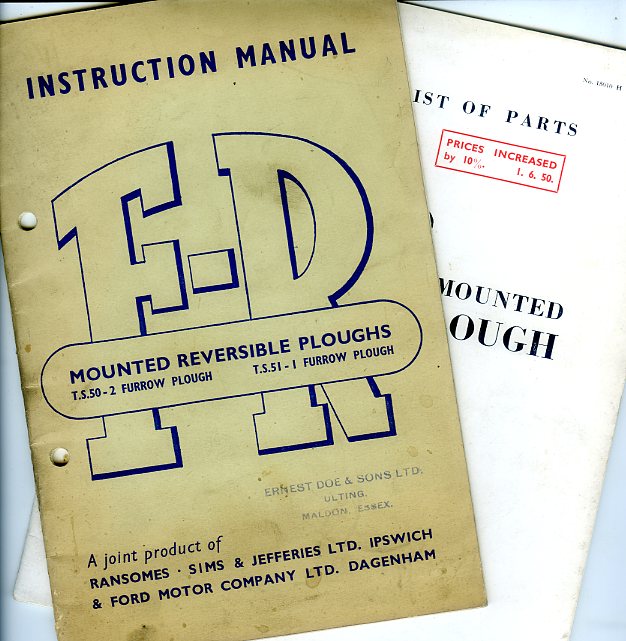 INSTRUCTION MANUAL
F-R
MOUNTED REVERSIBLE PLOUGHS
T.S.50-2 FURROW PLOUGH T.S.51-1 FURROW PLOUGH
ERNEST DOE & SONS LTD,
ULTING,
MALDON, ESSEX.
A joint product of
RANSOMES · SIMS & JEFFERIES LTD. IPSWICH
& FORD MOTOR COMPANY LTD. DAGENHAM
IST OF PARTS
PRICES INCREASED
by 10%. 1. 6. 50.
MOUNTED
OUGH